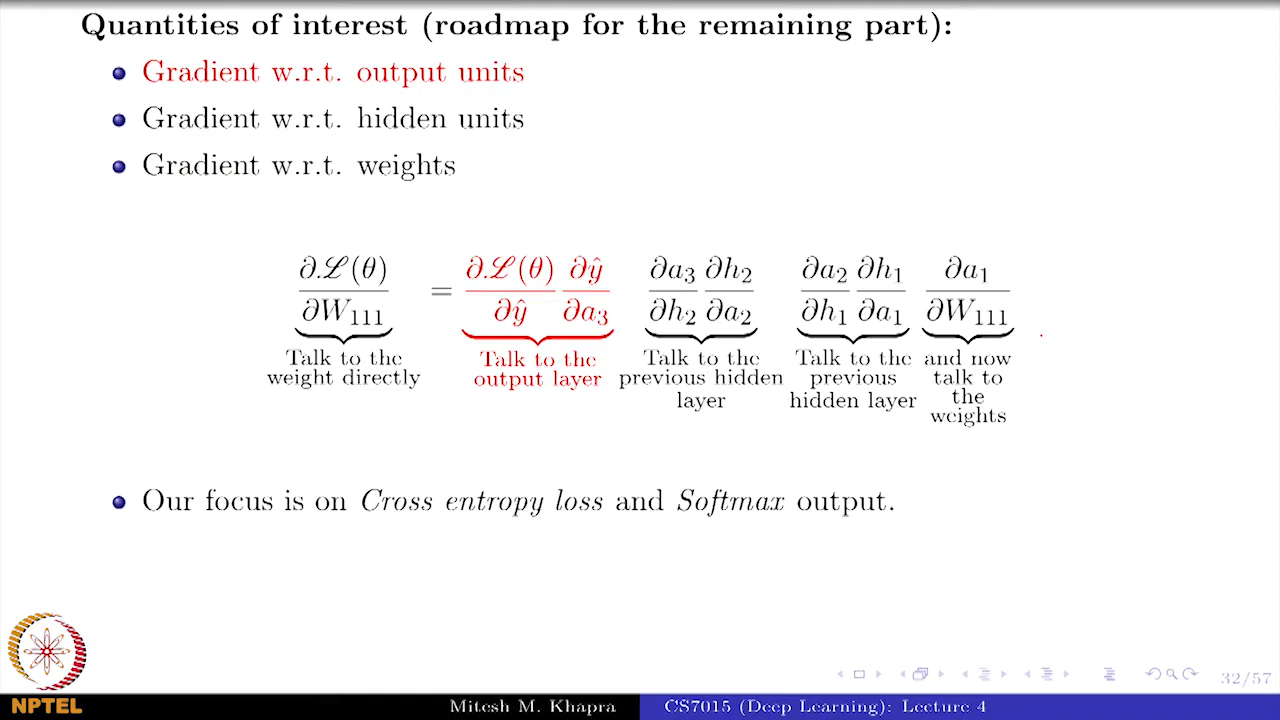 Quantities of interest (roadmap for the remaining part):
Gradient w.r.t. output units
Gradient w.r.t. hidden units
Gradient w.r.t. weights
∂ℒ(θ)/∂W₁₁₁ = ∂ℒ(θ)/∂ŷ ∂ŷ/∂a₃ ∂a₃/∂h₂ ∂h₂/∂a₂ ∂a₂/∂h₁ ∂h₁/∂a₁ ∂a₁/∂W₁₁₁
Talk to the
weight directly
Talk to the
output layer
Talk to the
previous hidden
layer
Talk to the
previous
hidden layer
and now
talk to
the
weights
Our focus is on Cross entropy loss and Softmax output.
32/57
NPTEL
Mitesh M. Khapra
CS7015 (Deep Learning): Lecture 4